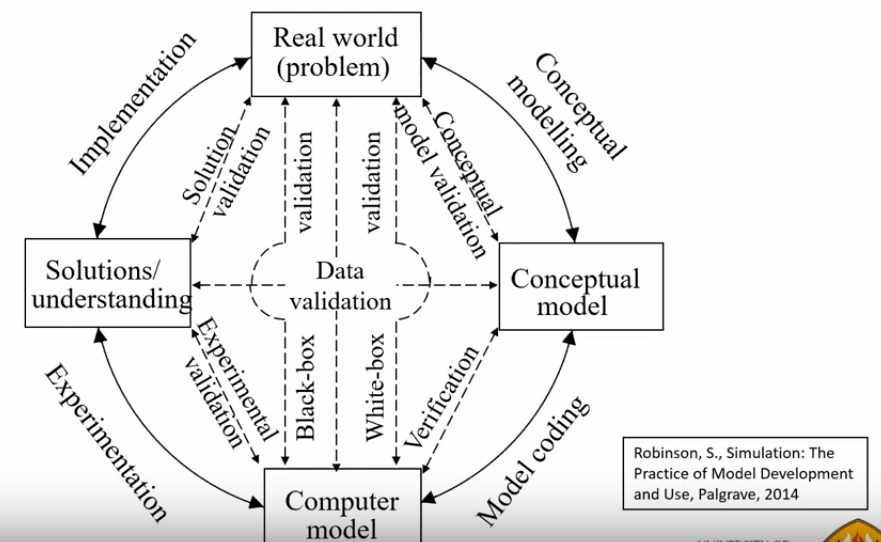 Real world
(problem)
Implementation
Conceptual
modelling
Solution
validation
validation
validation
Conceptual
model validation
Solutions/
understanding
Data
validation
Conceptual
model
Experimental
validation
Black-box
White-box
Verification
Experimentation
Model coding
Computer
model
Robinson, S., Simulation: The
Practice of Model Development
and Use, Palgrave, 2014
UNIVERSITY OF